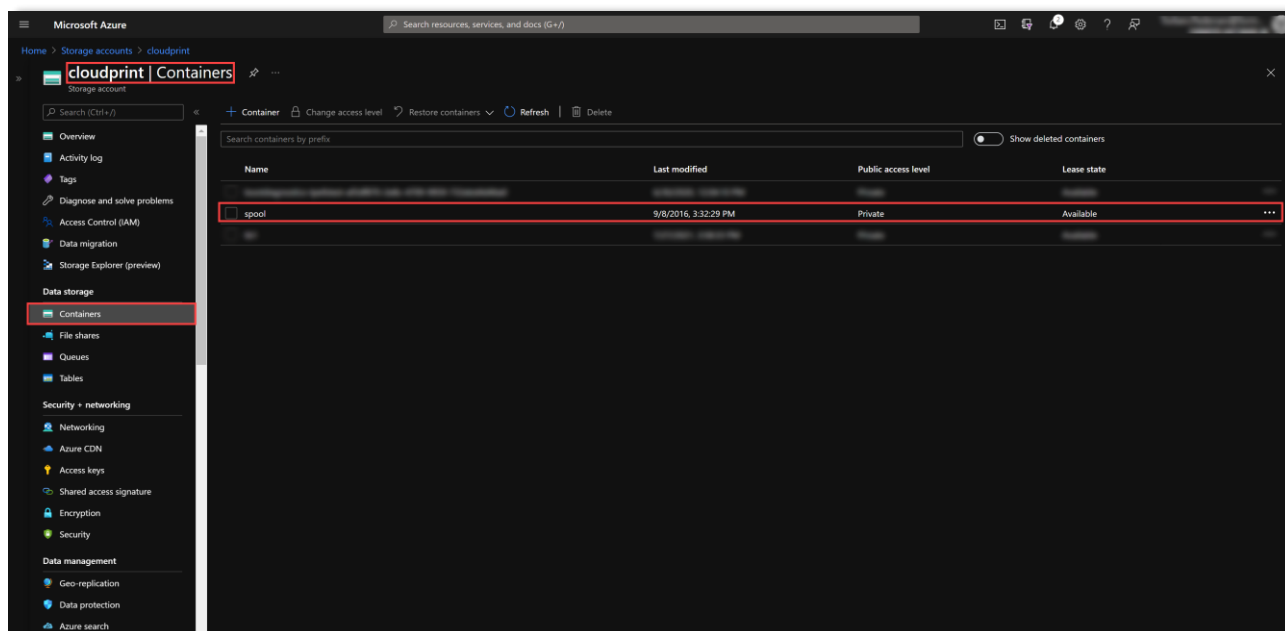 Microsoft Azure
Search resources, services, and docs (G+/)
2
Home > Storage accounts > cloudprint
cloudprint | Containers
Storage account
Search (Ctrl+/)
Container
Change access level
Restore containers
Refresh
Delete
Search containers by prefix
Show deleted containers
Name Last modified Public access level Lease state
spool 9/8/2016, 3:32:29 PM Private Available
Overview
Activity log
Tags
Diagnose and solve problems
Access Control (IAM)
Data migration
Storage Explorer (preview)
Data storage
Containers
File shares
Queues
Tables
Security + networking
Networking
Azure CDN
Access keys
Shared access signature
Encryption
Security
Data management
Geo-replication
Data protection
Azure search